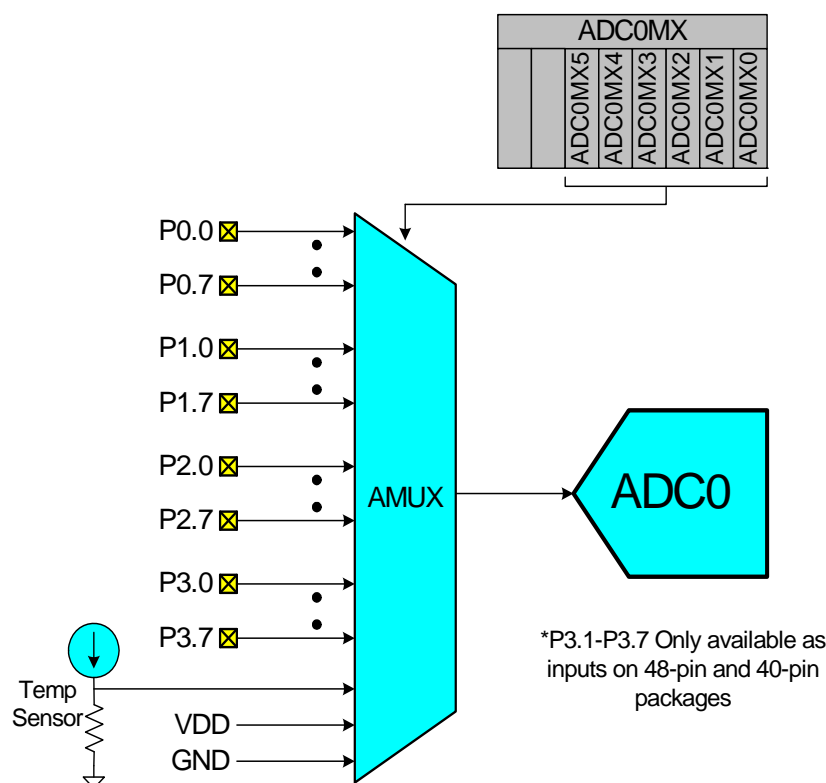 ADC0MX
ADC0MX5
ADC0MX4
ADC0MX3
ADC0MX2
ADC0MX1
ADC0MX0
P0.0
P0.7
P1.0
P1.7
P2.0
P2.7
P3.0
P3.7
Temp
Sensor
VDD
GND
AMUX
ADC0
*P3.1-P3.7 Only available as
inputs on 48-pin and 40-pin
packages